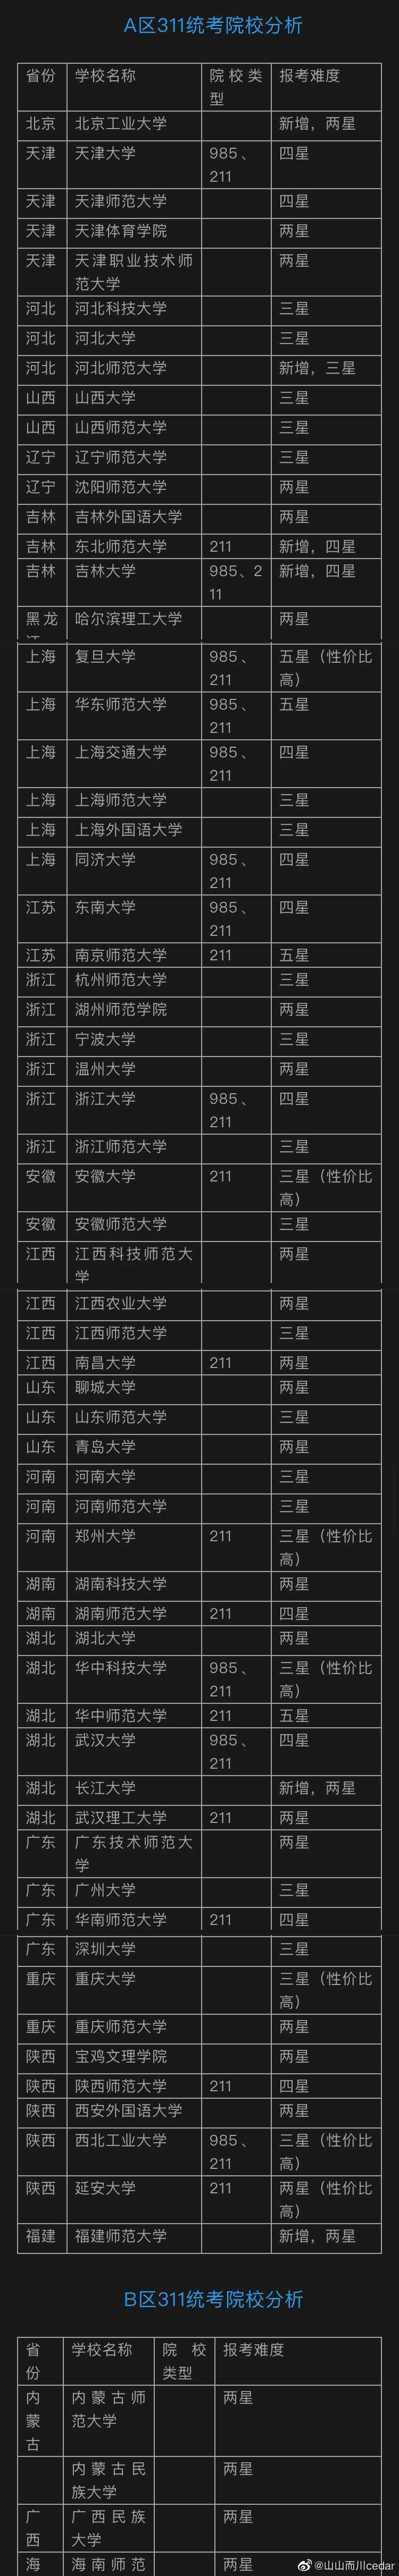 A区311统考院校分析
省份 学校名称 院校类
型 报考难度
北京 北京工业大学 新增，两星
天津 天津大学 985、
211 四星
天津 天津师范大学 四星
天津 天津体育学院 两星
天津 天津职业技术师
范大学 两星
河北 河北科技大学 三星
河北 河北大学 三星
河北 河北师范大学 新增，三星
山西 山西大学 三星
山西 山西师范大学 三星
辽宁 辽宁师范大学 三星
辽宁 沈阳师范大学 两星
吉林 吉林外国语大学 两星
吉林 东北师范大学 211 新增，四星
吉林 吉林大学 985、2
11 新增，四星
黑龙 哈尔滨理工大学 两星
上海 复旦大学 985、
211 五星（性价比
高）
上海 华东师范大学 985、
211 五星
上海 上海交通大学 985、
211 四星
上海 上海师范大学 三星
上海 上海外国语大学 三星
上海 同济大学 985、
211 四星
江苏 东南大学 985、
211 四星
江苏 南京师范大学 211 五星
浙江 杭州师范大学 三星
浙江 湖州师范学院 两星
浙江 宁波大学 三星
浙江 温州大学 两星
浙江 浙江大学 985、
211 四星
浙江 浙江师范大学 三星
安徽 安徽大学 211 三星（性价比
高）
安徽 安徽师范大学 三星
江西 江西科技师范大
学 两星
江西 江西农业大学 两星
江西 江西师范大学 三星
江西 南昌大学 211 两星
山东 聊城大学 两星
山东 山东师范大学 三星
山东 青岛大学 两星
河南 河南大学 三星
河南 河南师范大学 三星
河南 郑州大学 211 三星（性价比
高）
湖南 湖南科技大学 两星
湖南 湖南师范大学 211 四星
湖北 湖北大学 两星
湖北 华中科技大学 985、
211 三星（性价比
高）
湖北 华中师范大学 211 五星
湖北 武汉大学 985、
211 四星
湖北 长江大学 新增，两星
湖北 武汉理工大学 211 两星
广东 广东技术师范大
学 两星
广东 广州大学 三星
广东 华南师范大学 211 四星
广东 深圳大学 三星
重庆 重庆大学 三星（性价比
高）
重庆 重庆师范大学 两星
陕西 宝鸡文理学院 两星
陕西 陕西师范大学 211 四星
陕西 西安外国语大学 两星
陕西 西北工业大学 985、
211 三星（性价比
高）
陕西 延安大学 211 两星（性价比
高）
福建 福建师范大学 新增，两星
B区311统考院校分析
省
份 学校名称 院校
类型 报考难度
内
蒙
古 内蒙古师
范大学 两星
内蒙古民
族大学 两星
广
西 广西民族
大学 两星
海 海南师范 两星
@山山而川cedar